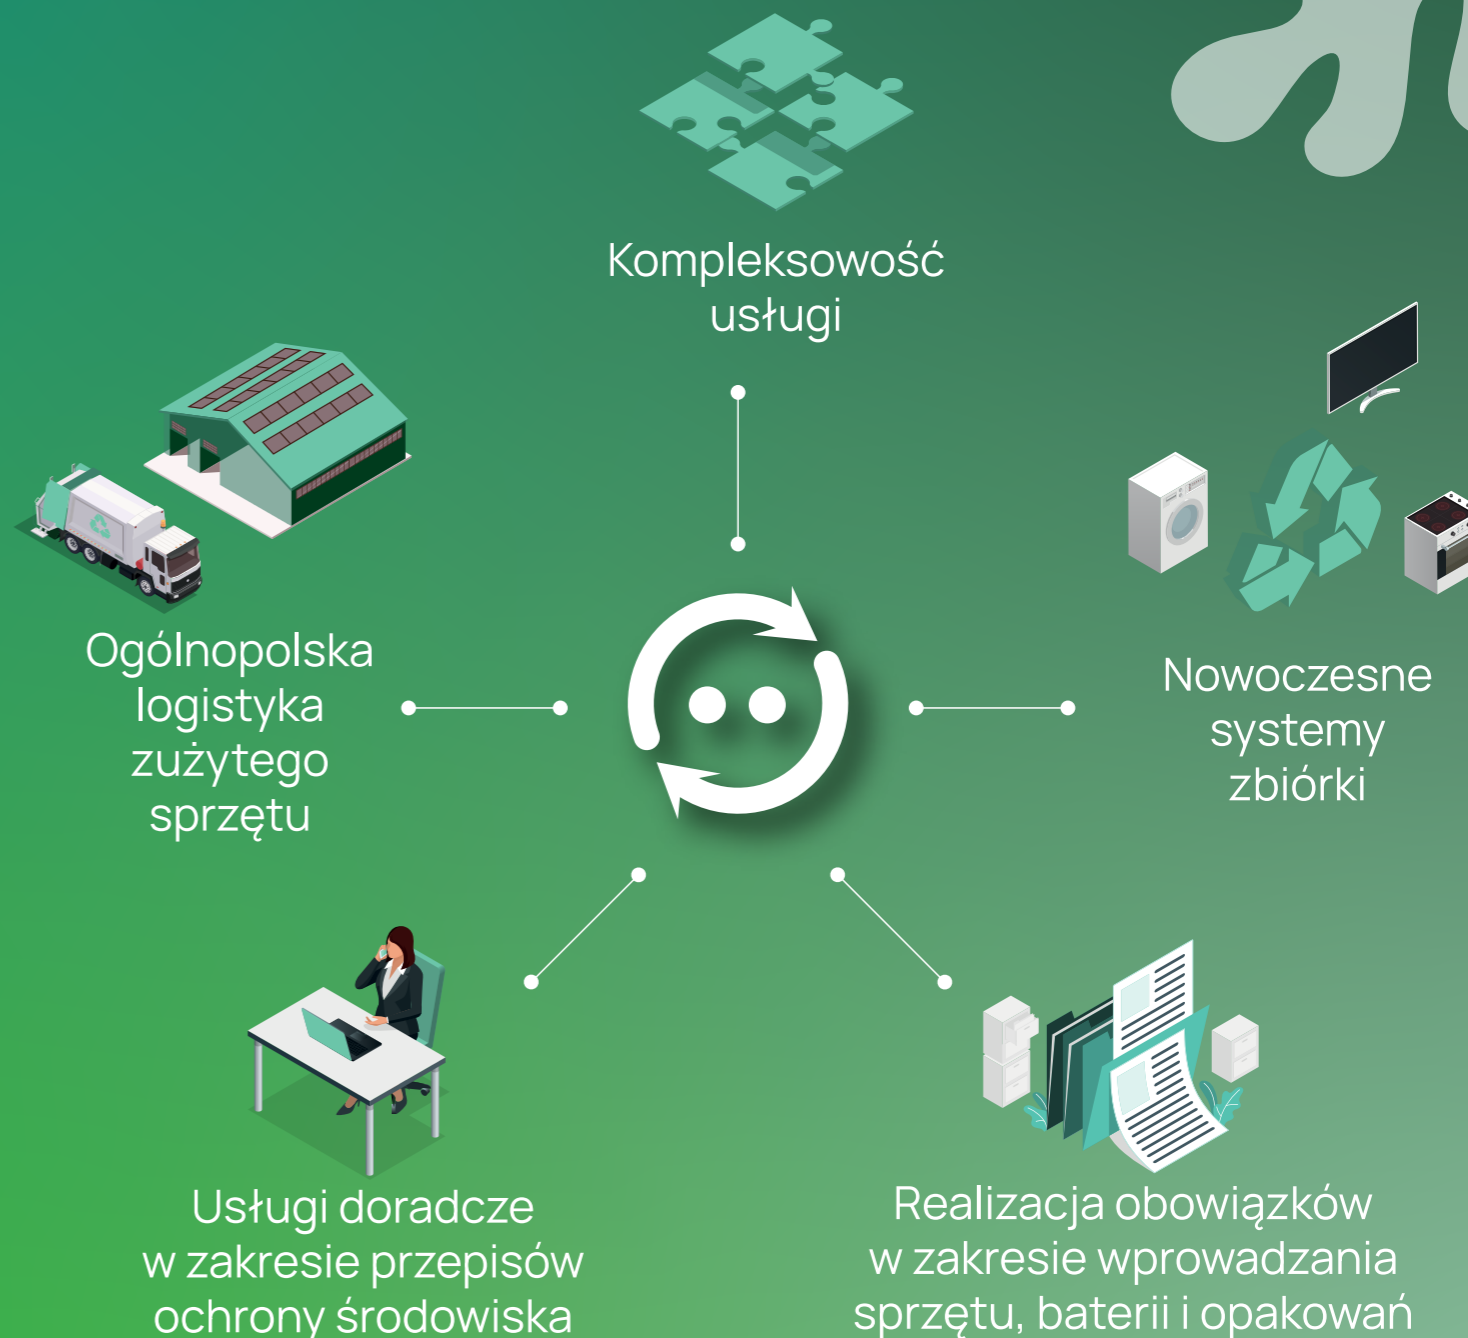 Kompleksowość
usługi
Ogólnopolska
logistyka
zużytego
sprzętu
Nowoczesne
systemy
zbiórki
Usługi doradcze
w zakresie przepisów
ochrony środowiska
Realizacja obowiązków
w zakresie wprowadzania
sprzętu, baterii i opakowań